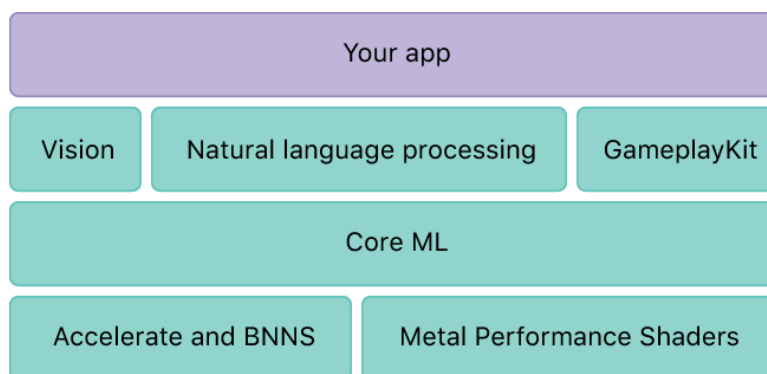 Your app
Vision
Natural language processing
GameplayKit
Core ML
Accelerate and BNNS
Metal Performance Shaders